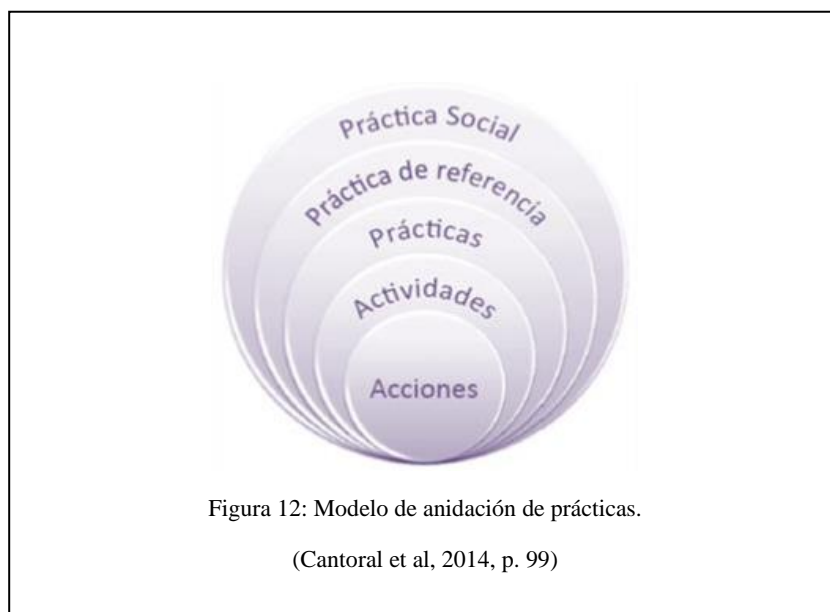 Práctica Social
Práctica de referencia
Prácticas
Actividades
Acciones
Figura 12: Modelo de anidación de prácticas.
(Cantoral et al, 2014, p. 99)